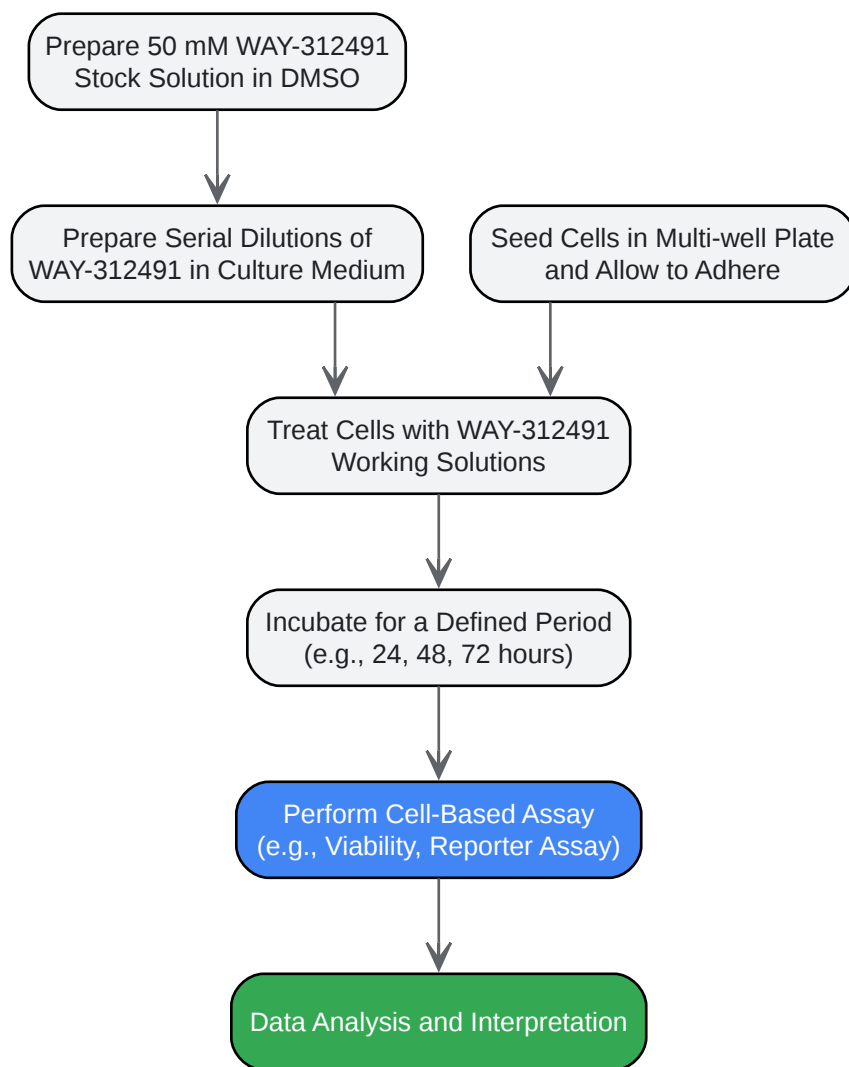 Prepare 50 mM WAY-312491
Stock Solution in DMSO
Prepare Serial Dilutions of
WAY-312491 in Culture Medium
Seed Cells in Multi-well Plate
and Allow to Adhere
Treat Cells with WAY-312491
Working Solutions
Incubate for a Defined Period
(e.g., 24, 48, 72 hours)
Perform Cell-Based Assay
(e.g., Viability, Reporter Assay)
Data Analysis and Interpretation